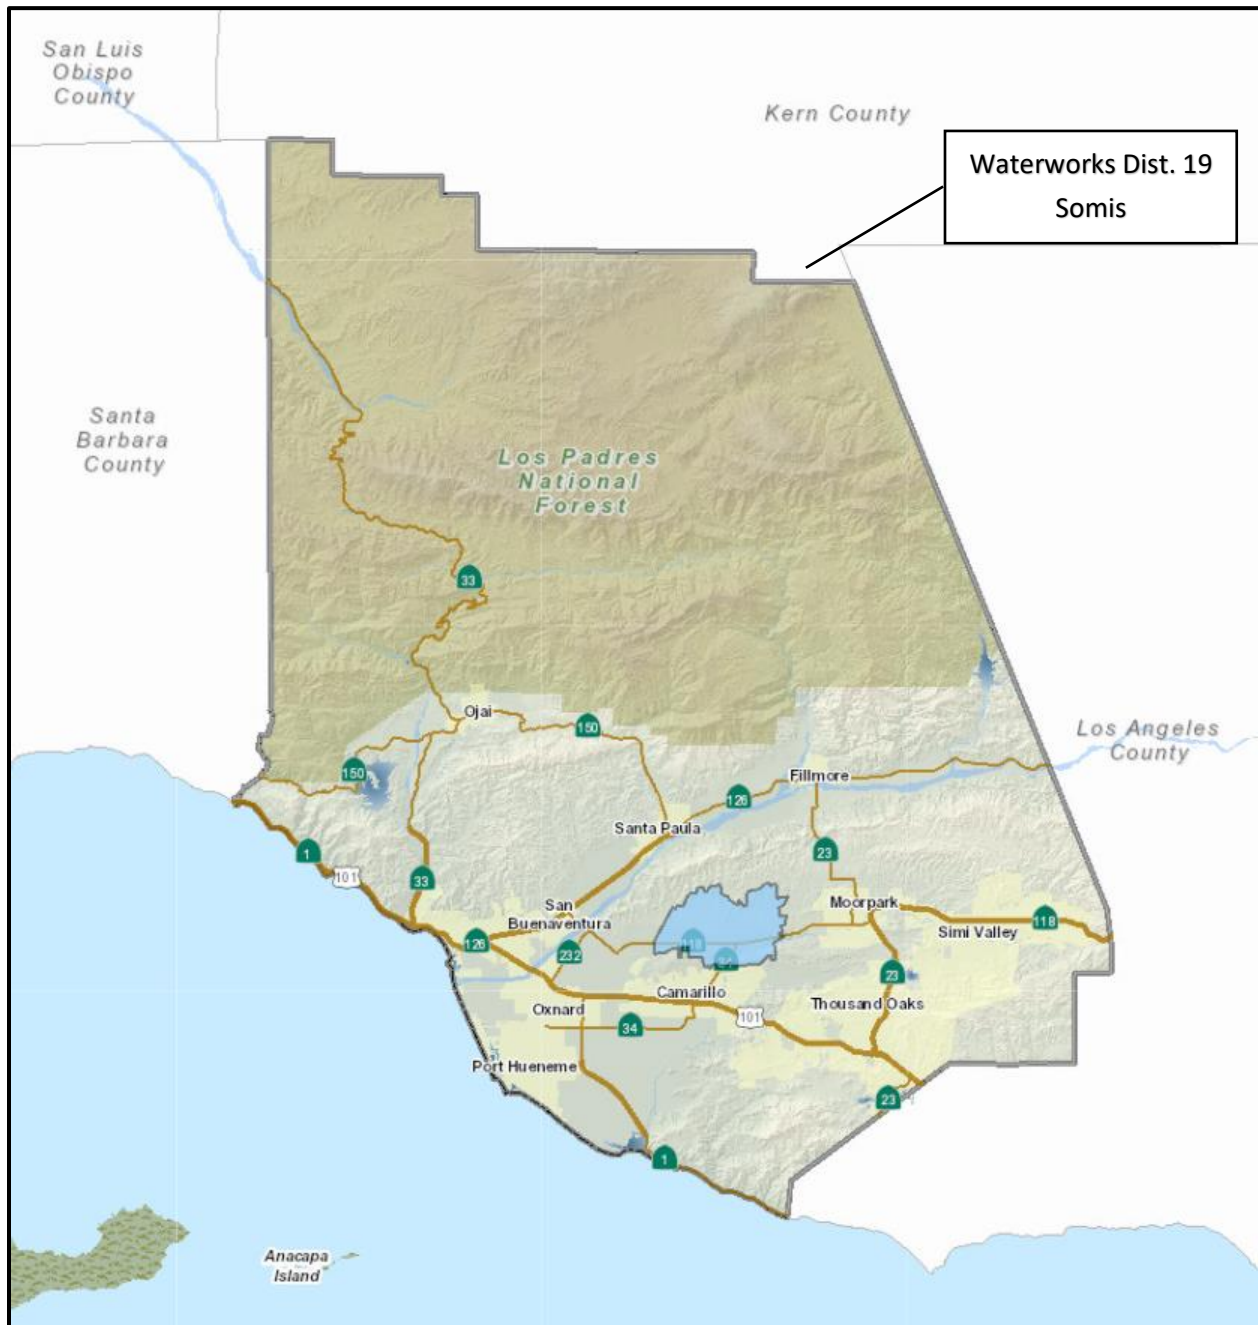 San Luis
Obispo
County
Kern County
Waterworks Dist. 19
Somis
Santa
Barbara
County
Los Padres
National
Forest
33
Ojai
150
Los Angeles
County
150
Fillmore
126
Santa Paula
1
101
33
23
San
Buenaventura
Moorpark
118
Simi Valley
126
232
118
34
23
Camarillo
Thousand Oaks
Oxnard
101
34
Port Hueneme
23
1
Anacapa
Island